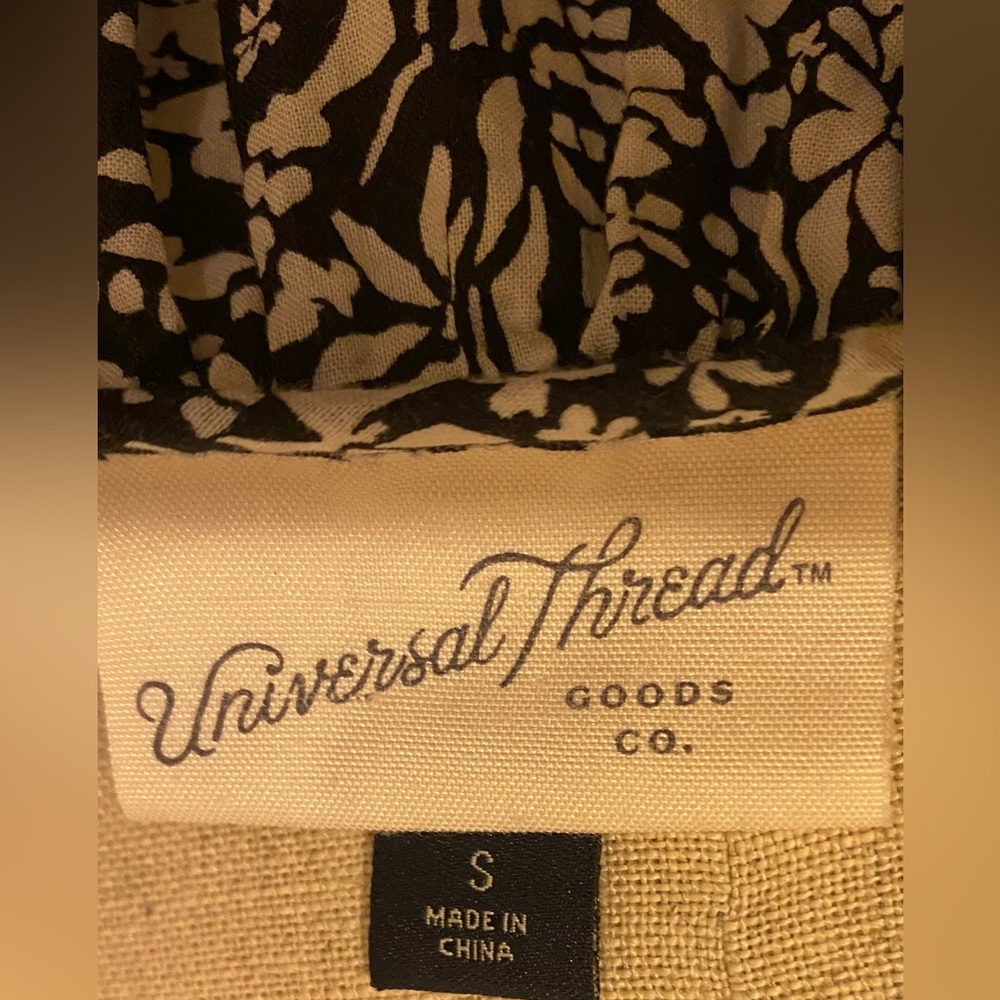 Universal Thread™
GOODS
CO.
S
MADE IN
CHINA